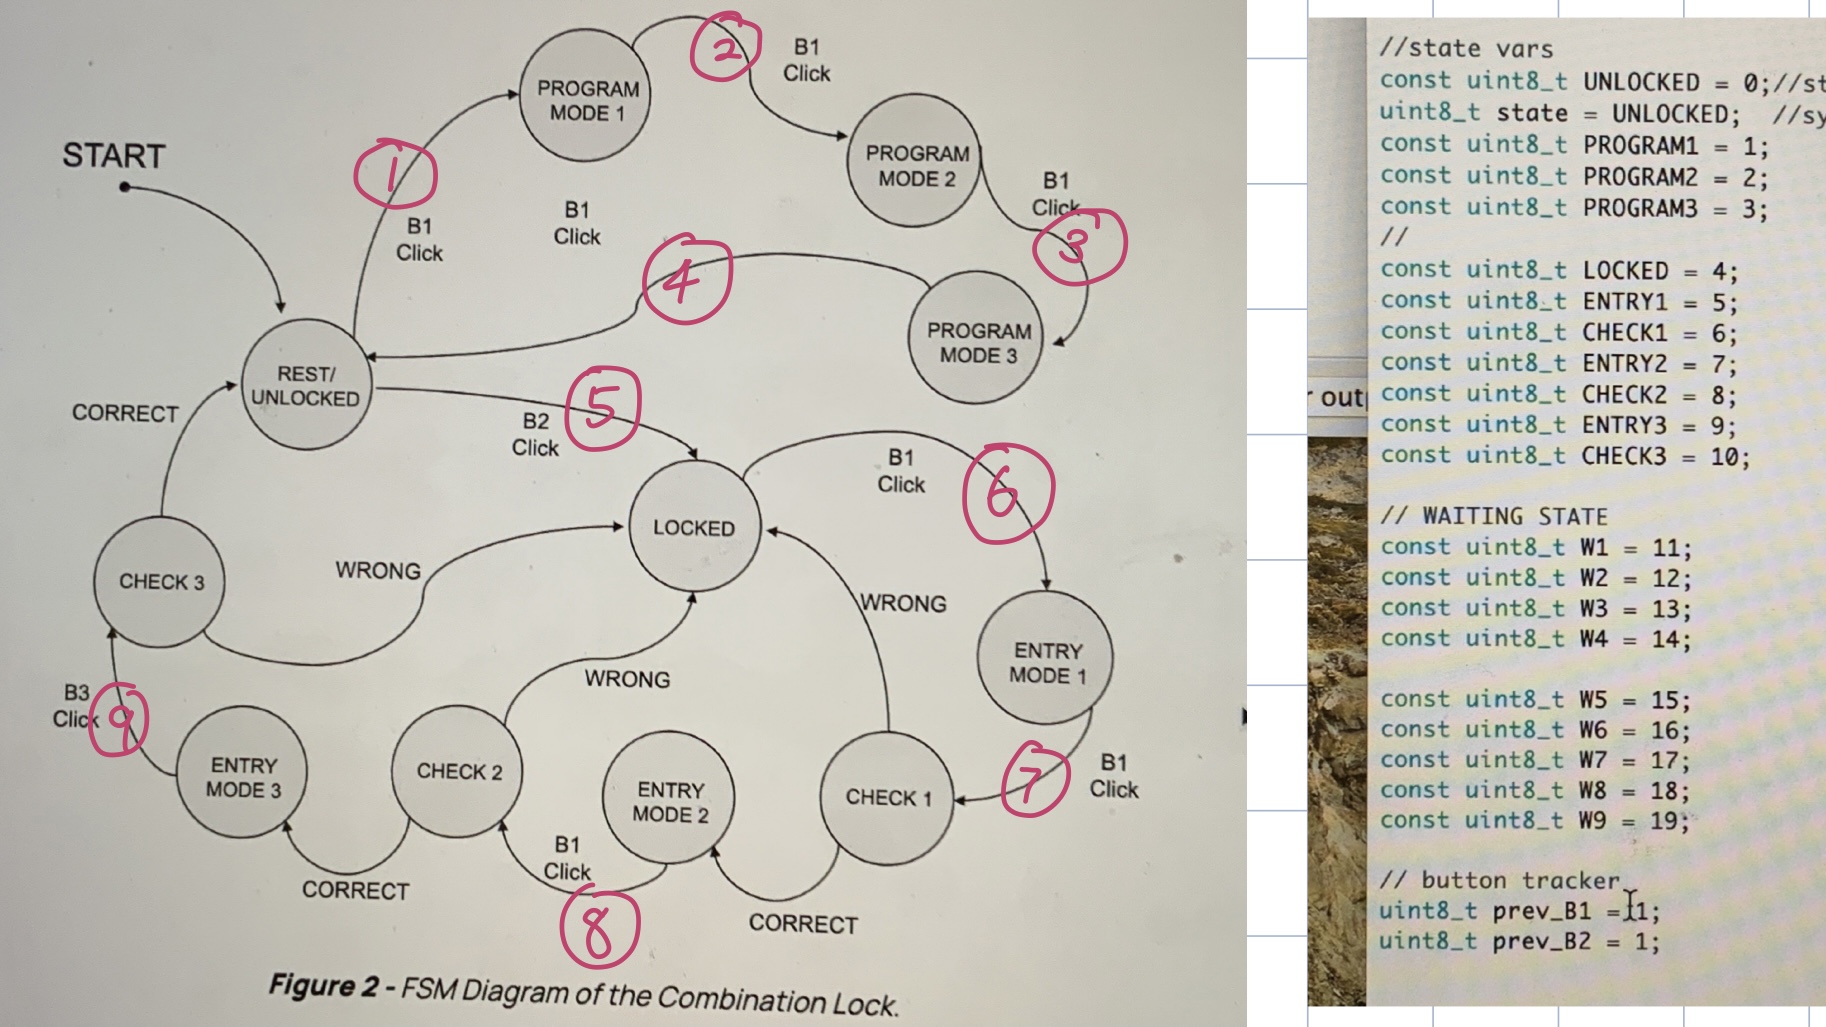 START
PROGRAM
MODE 1
2
B1
Click
PROGRAM
MODE 2
1
B1
Click
B1
Click
B1
Click
3
4
PROGRAM
MODE 3
REST/
UNLOCKED
CORRECT
5
B2
Click
B1
Click
6
LOCKED
CHECK 3
WRONG
WRONG
WRONG
ENTRY
MODE 1
B3
Click
9
ENTRY
MODE 3
CHECK 2
ENTRY
MODE 2
CHECK 1
7
B1
Click
B1
Click
8
CORRECT
CORRECT
Figure 2 - FSM Diagram of the Combination Lock.
r out
//state vars
const uint8_t UNLOCKED = 0;//st
uint8_t state = UNLOCKED; //sy
const uint8_t PROGRAM1 = 1;
const uint8_t PROGRAM2 = 2;
const uint8_t PROGRAM3 = 3;
//
const uint8_t LOCKED = 4;
const uint8_t ENTRY1 = 5;
const uint8_t CHECK1 = 6;
const uint8_t ENTRY2 = 7;
const uint8_t CHECK2 = 8;
const uint8_t ENTRY3 = 9;
const uint8_t CHECK3 = 10;
// WAITING STATE
const uint8_t W1 = 11;
const uint8_t W2 = 12;
const uint8_t W3 = 13;
const uint8_t W4 = 14;
const uint8_t W5 = 15;
const uint8_t W6 = 16;
const uint8_t W7 = 17;
const uint8_t W8 = 18;
const uint8_t W9 = 19;
// button tracker
uint8_t prev_B1 = 1;
uint8_t prev_B2 = 1;